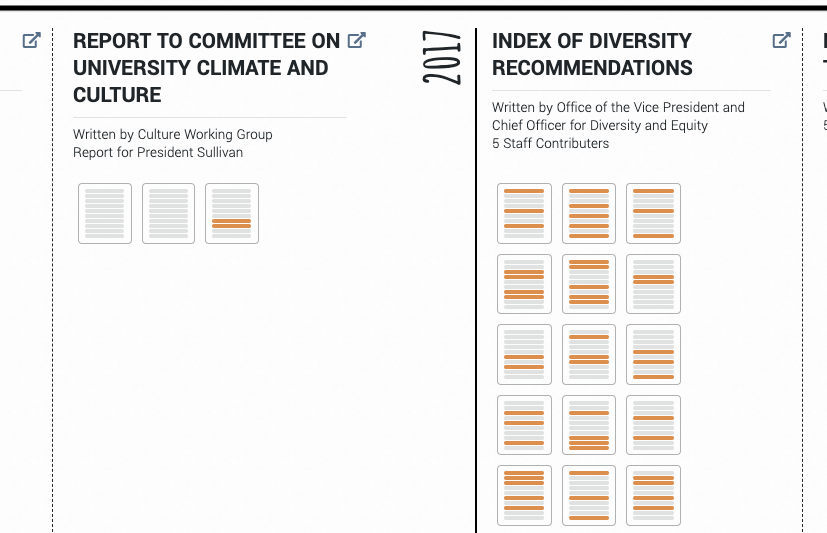 REPORT TO COMMITTEE ON
UNIVERSITY CLIMATE AND
CULTURE
Written by Culture Working Group
Report for President Sullivan
2017
INDEX OF DIVERSITY
RECOMMENDATIONS
Written by Office of the Vice President and
Chief Officer for Diversity and Equity
5 Staff Contributers